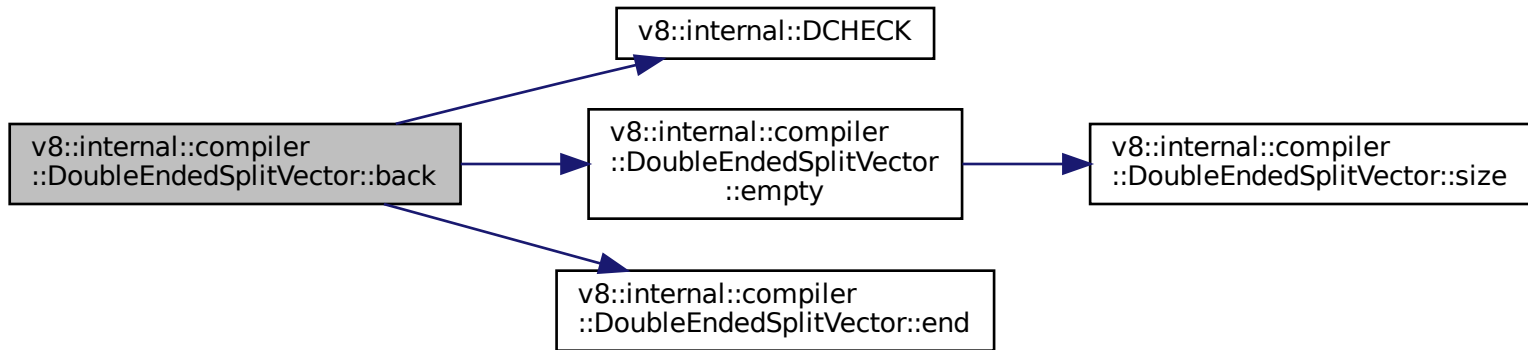 v8::internal::DCHECK
v8::internal::compiler
::DoubleEndedSplitVector::back
v8::internal::compiler
::DoubleEndedSplitVector
::empty
v8::internal::compiler
::DoubleEndedSplitVector::size
v8::internal::compiler
::DoubleEndedSplitVector::end